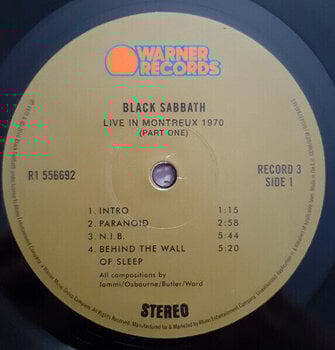 WARNER
RECORDS
BLACK SABBATH
LIVE IN MONTREUX 1970
(PART ONE)
R1 556692
RECORD 3
SIDE 1
1. INTRO 1:15
2. PARANOID 2:58
3. N.I.B. 5:44
4. BEHIND THE WALL 5:20
OF SLEEP
All compositions by
Iommi/Osbourne/Butler/Ward
STEREO